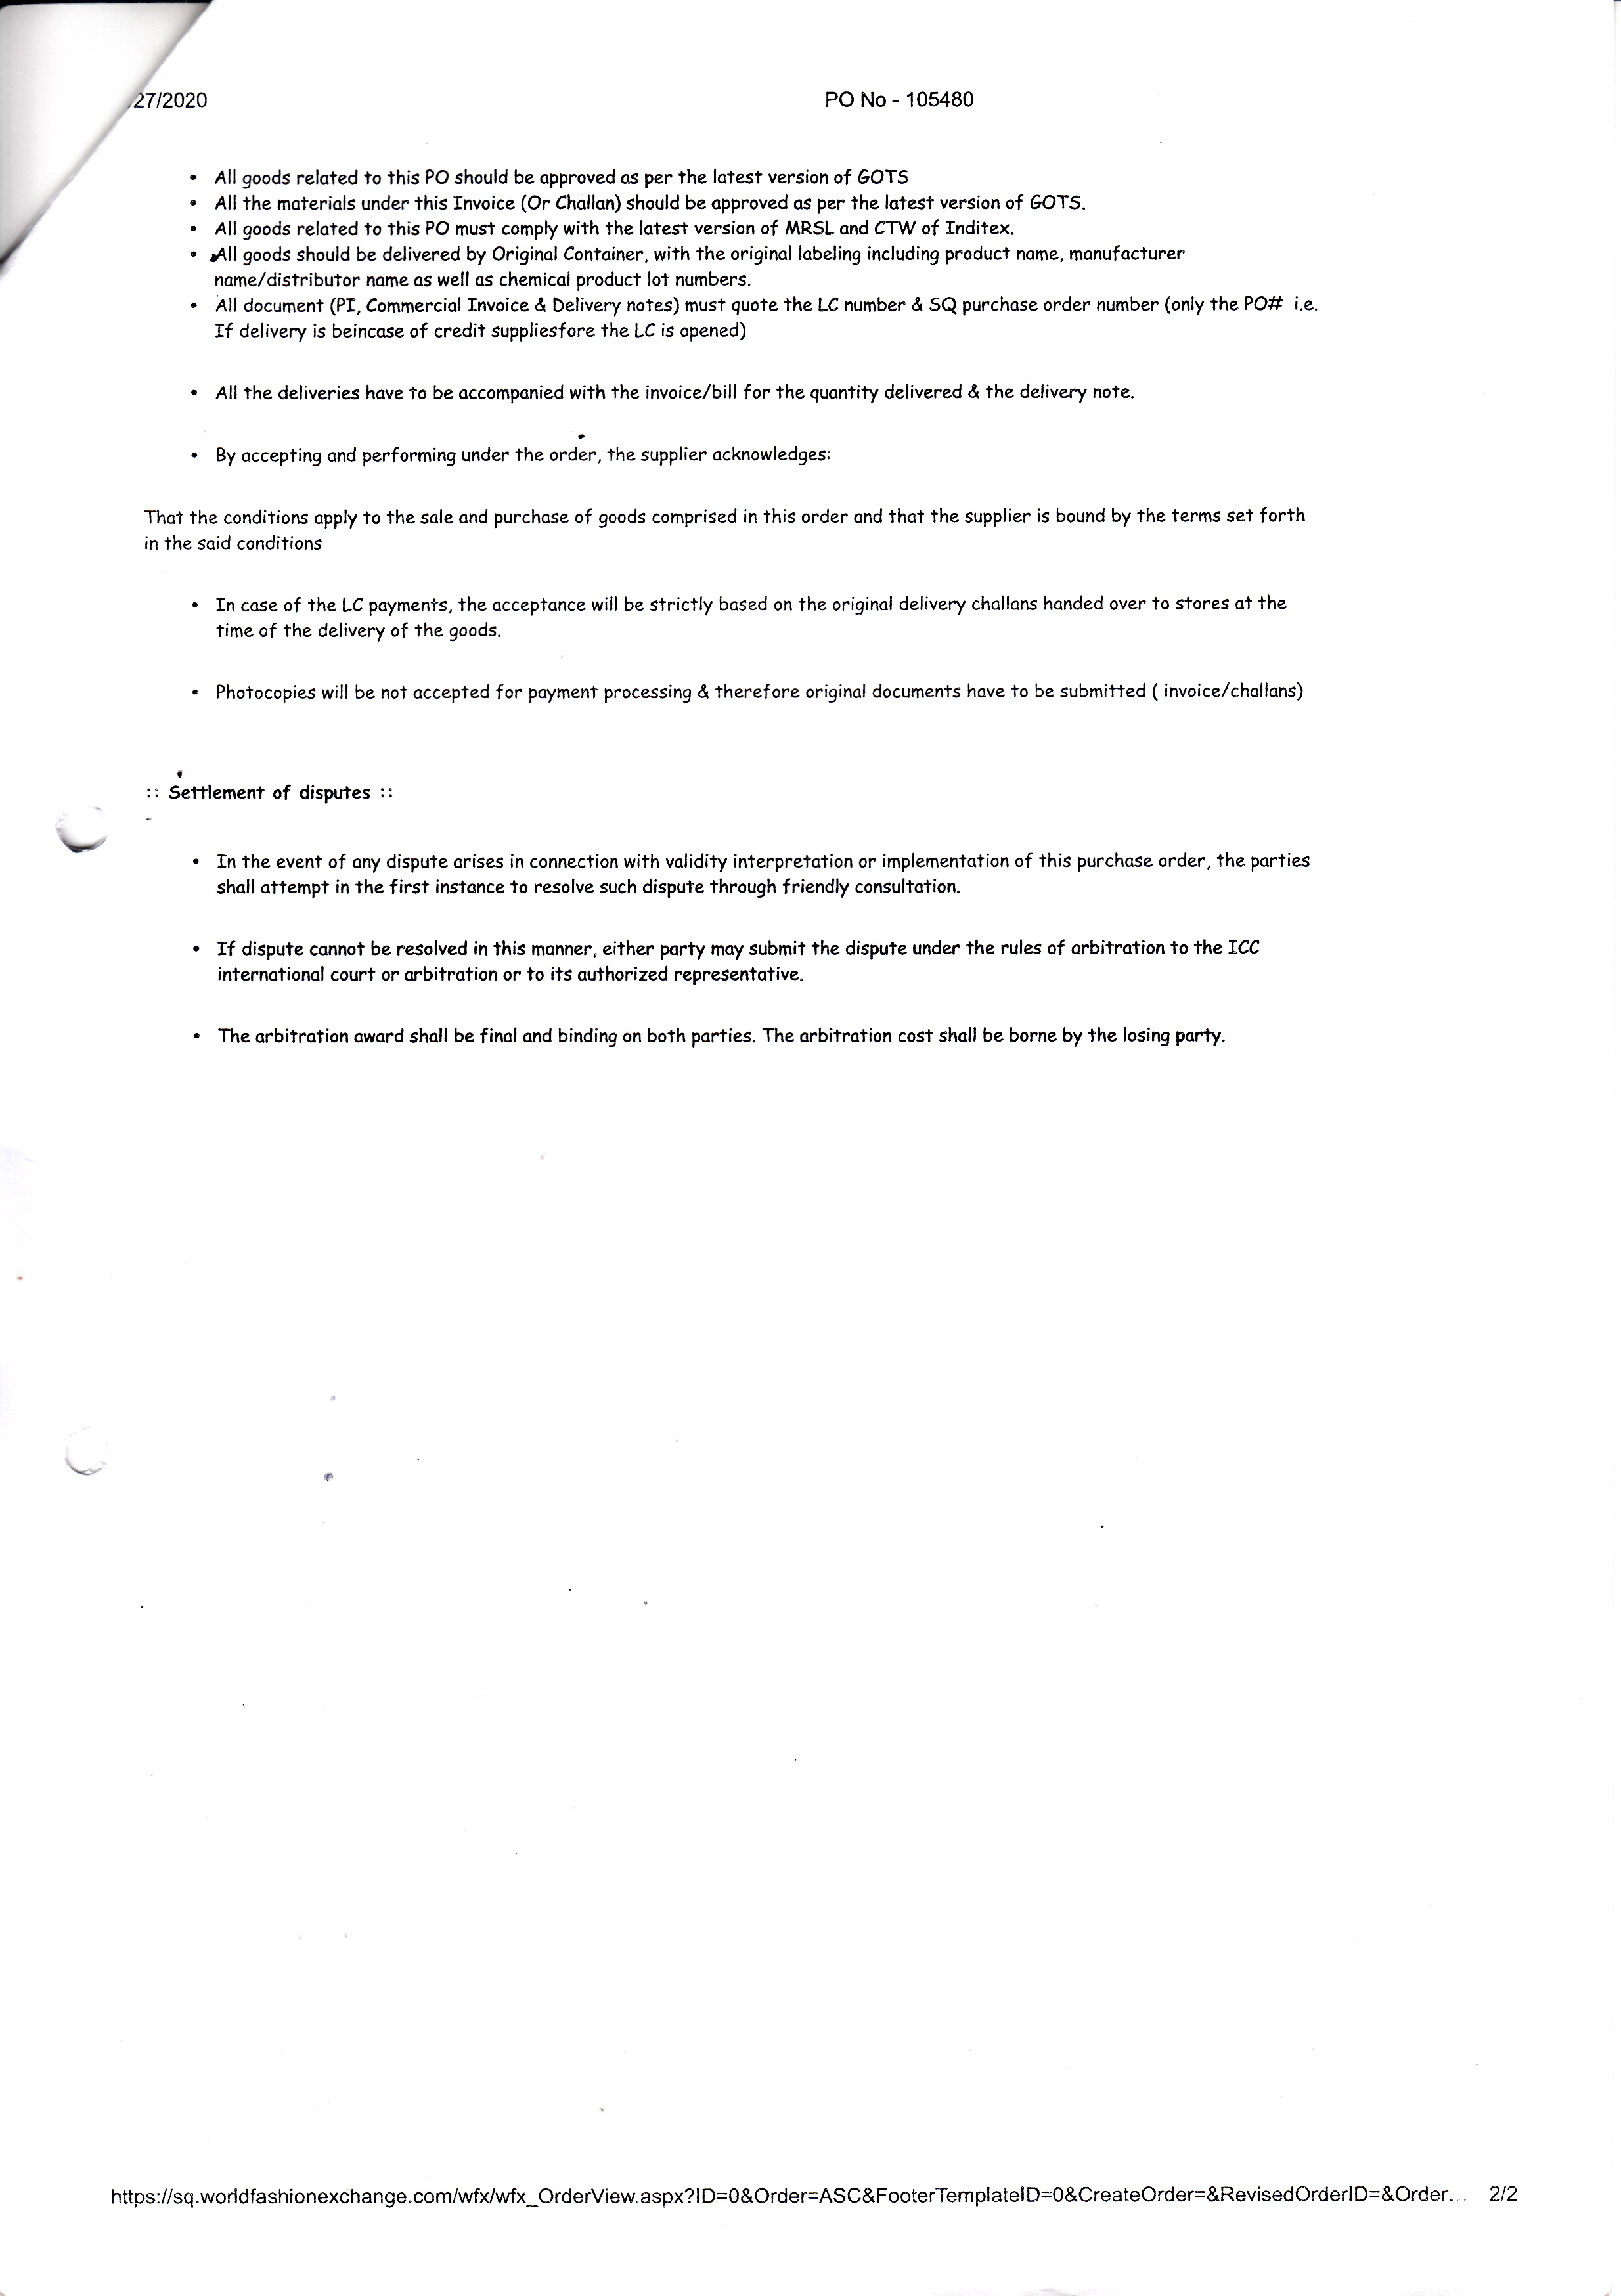 27/2020
PO No - 105480
• All goods related to this PO should be approved as per the latest version of GOTS
• All the materials under this Invoice (Or Challan) should be approved as per the latest version of GOTS.
• All goods related to this PO must comply with the latest version of MRSL and CTW of Inditex.
• All goods should be delivered by Original Container, with the original labeling including product name, manufacturer
name/distributor name as well as chemical product lot numbers.
• All document (PI, Commercial Invoice & Delivery notes) must quote the LC number & SQ purchase order number (only the PO# i.e.
If delivery is beincase of credit suppliesfore the LC is opened)
• All the deliveries have to be accompanied with the invoice/bill for the quantity delivered & the delivery note.
• By accepting and performing under the order, the supplier acknowledges:
That the conditions apply to the sale and purchase of goods comprised in this order and that the supplier is bound by the terms set forth
in the said conditions
• In case of the LC payments, the acceptance will be strictly based on the original delivery challans handed over to stores at the
time of the delivery of the goods.
• Photocopies will be not accepted for payment processing & therefore original documents have to be submitted ( invoice/challans)
:: Settlement of disputes ::
• In the event of any dispute arises in connection with validity interpretation or implementation of this purchase order, the parties
shall attempt in the first instance to resolve such dispute through friendly consultation.
• If dispute cannot be resolved in this manner, either party may submit the dispute under the rules of arbitration to the ICC
international court or arbitration or to its authorized representative.
• The arbitration award shall be final and binding on both parties. The arbitration cost shall be borne by the losing party.
https://sq.worldfashionexchange.com/wfx/wfx_OrderView.aspx?ID=0&Order=ASC&FooterTemplateID=0&CreateOrder=&RevisedOrderID=&Order... 2/2